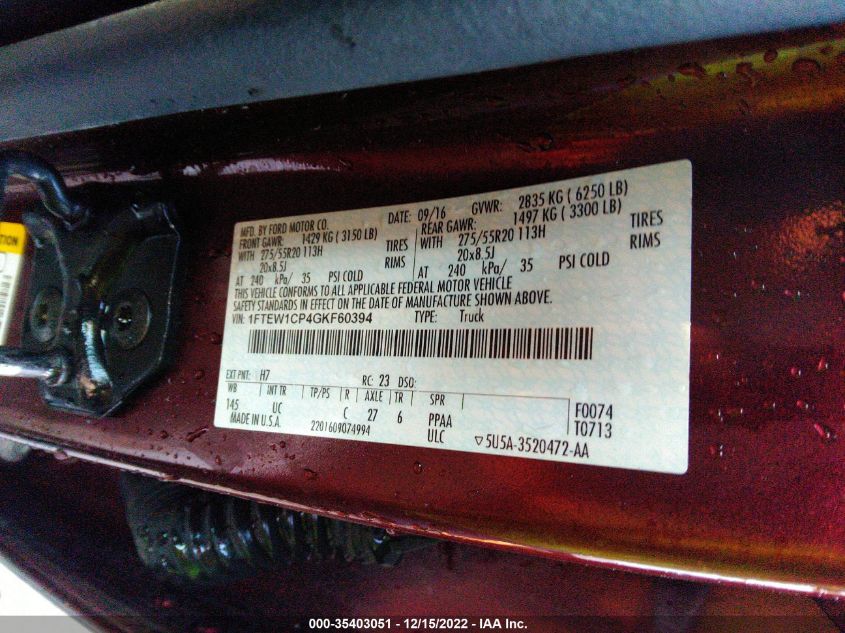 MFD. BY FORD MOTOR CO.
DATE: 09/16 GVWR: 2835 KG ( 6250 LB)
FRONT GAWR: 1429 KG ( 3150 LB) REAR GAWR: 1497 KG ( 3300 LB)
WITH 275/55R20 113H TIRES WITH 275/55R20 113H TIRES
20x8.5J RIMS 20x8.5J RIMS
AT 240 kPa/ 35 PSI COLD AT 240 kPa/ 35 PSI COLD
THIS VEHICLE CONFORMS TO ALL APPLICABLE FEDERAL MOTOR VEHICLE
SAFETY STANDARDS IN EFFECT ON THE DATE OF MANUFACTURE SHOWN ABOVE.
VIN: 1FTEW1CP4GKF60394 TYPE: Truck
EXT PNT: H7 RC: 23 DSO:
WB INT TR TP/PS R AXLE TR SPR
145 UC C 27 6 PPAA F0074
MADE IN U.S.A. 2201609074994 ULC T0713
▽5U5A-3520472-AA
000-35403051 - 12/15/2022 - IAA Inc.